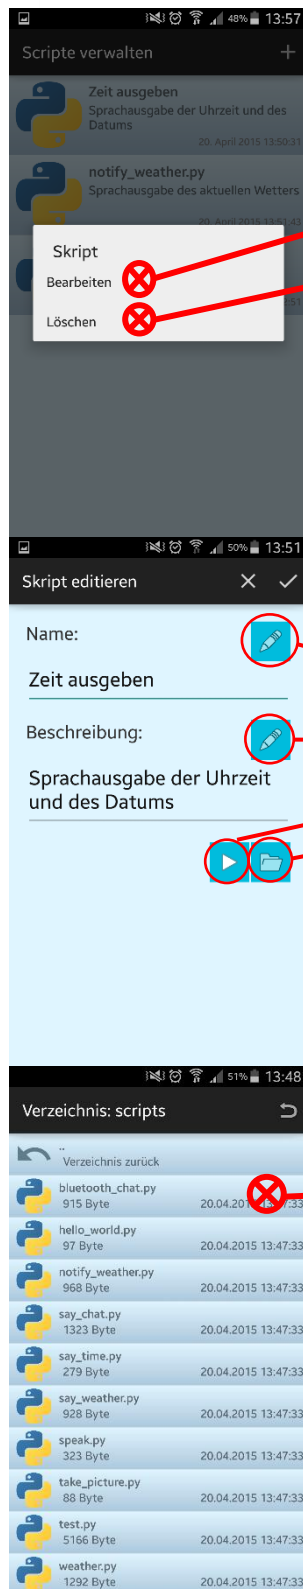 48% 13:57
Scripte verwalten +
Zeit ausgeben
Sprachausgabe der Uhrzeit und des
Datums
20. April 2015 13:50:31
notify_weather.py
Sprachausgabe des aktuellen Wetters
20. April 2015 13:51:43
Skript
Bearbeiten
Löschen
50% 13:51
Skript editieren
Name:
Zeit ausgeben
Beschreibung:
Sprachausgabe der Uhrzeit
und des Datums
51% 13:48
Verzeichnis: scripts
..
Verzeichnis zurück
bluetooth_chat.py
915 Byte
hello_world.py
97 Byte 20.04.2015 13:47:33
notify_weather.py
968 Byte 20.04.2015 13:47:33
say_chat.py
1323 Byte 20.04.2015 13:47:33
say_time.py
279 Byte 20.04.2015 13:47:33
say_weather.py
928 Byte 20.04.2015 13:47:33
speak.py
323 Byte 20.04.2015 13:47:33
take_picture.py
88 Byte 20.04.2015 13:47:33
test.py
5166 Byte 20.04.2015 13:47:33
weather.py
1292 Byte 20.04.2015 13:47:33